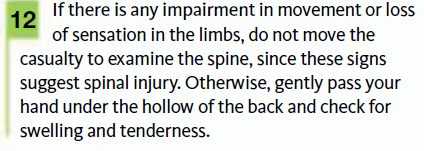 12 If there is any impairment in movement or loss
of sensation in the limbs, do not move the
casualty to examine the spine, since these signs
suggest spinal injury. Otherwise, gently pass your
hand under the hollow of the back and check for
swelling and tenderness.